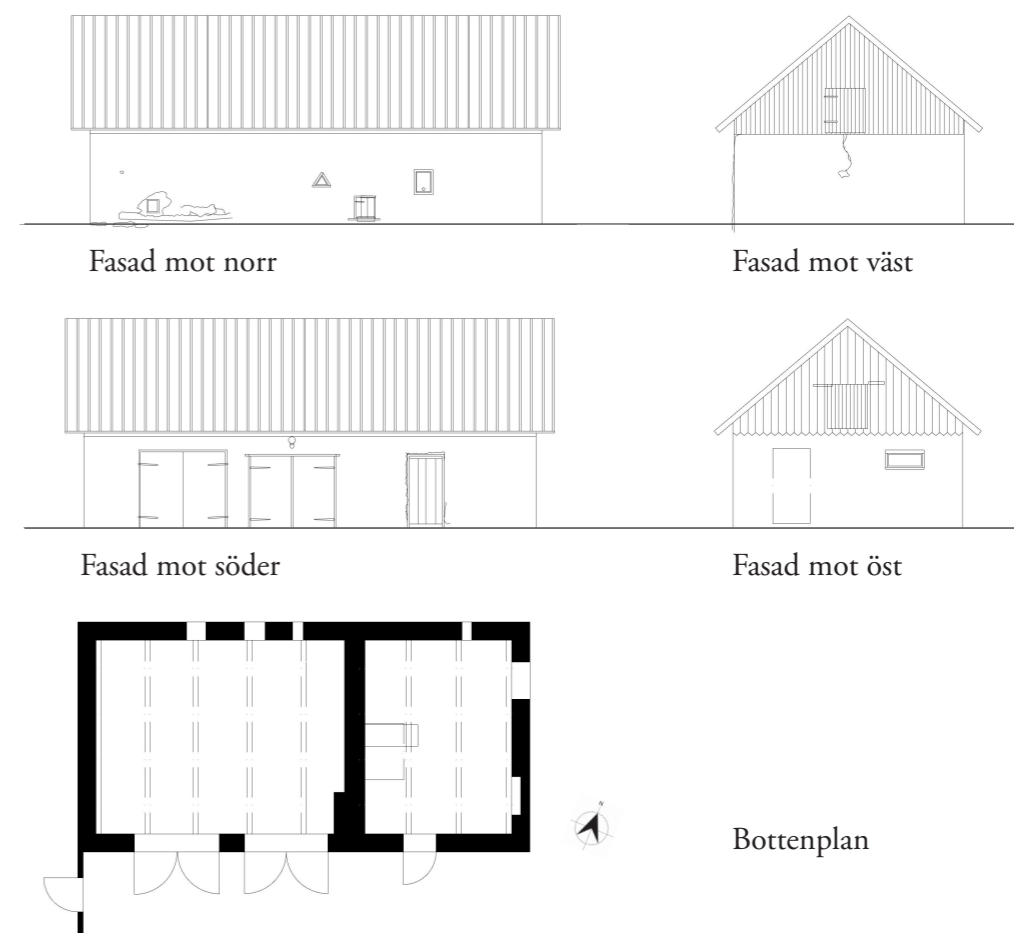 Fasad mot norr
Fasad mot väst
Fasad mot söder
Fasad mot öst
N
Bottenplan